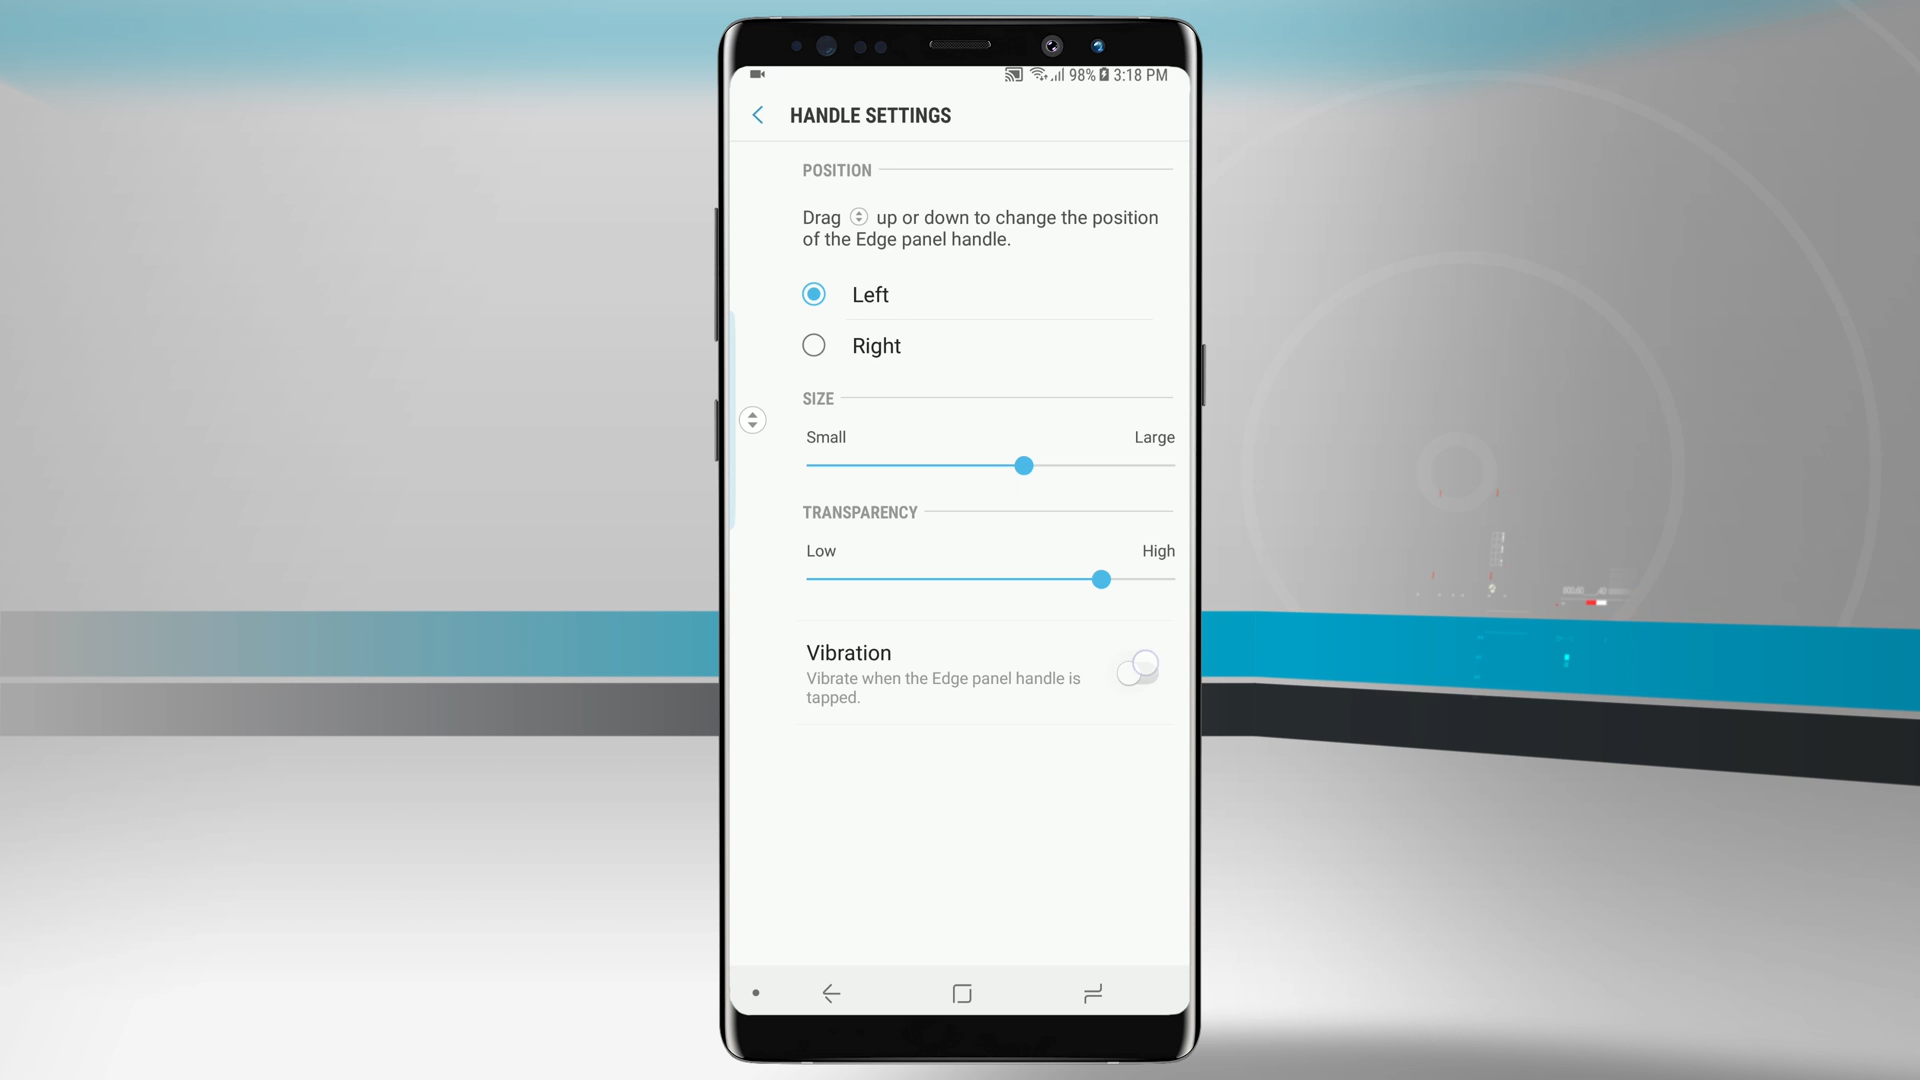 98% 3:18 PM
HANDLE SETTINGS
POSITION
Drag up or down to change the position
of the Edge panel handle.
Left
Right
SIZE
Small Large
TRANSPARENCY
Low High
Vibration
Vibrate when the Edge panel handle is
tapped.